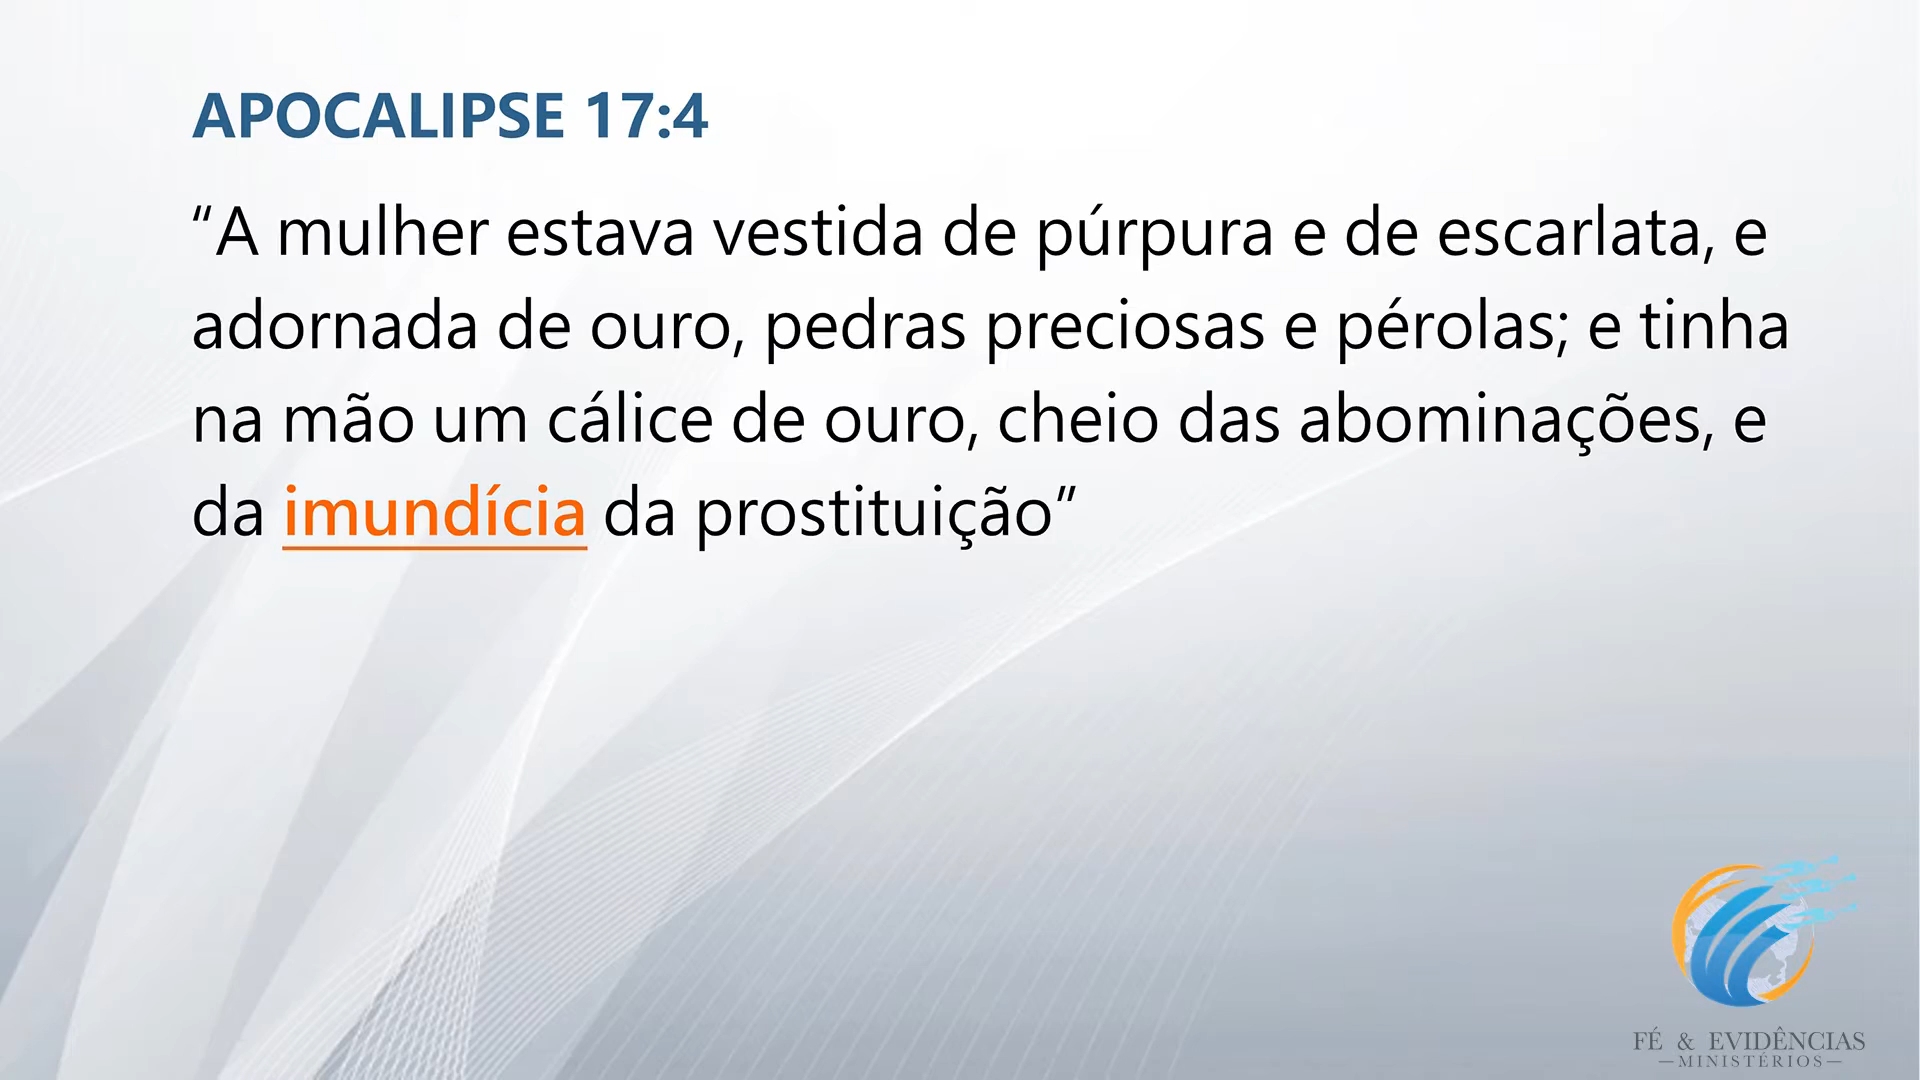 APOCALIPSE 17:4
“A mulher estava vestida de púrpura e de escarlata, e
adornada de ouro, pedras preciosas e pérolas; e tinha
na mão um cálice de ouro, cheio das abominações, e
da imundícia da prostituição”
FÉ & EVIDÊNCIAS
—MINISTÉRIOS—